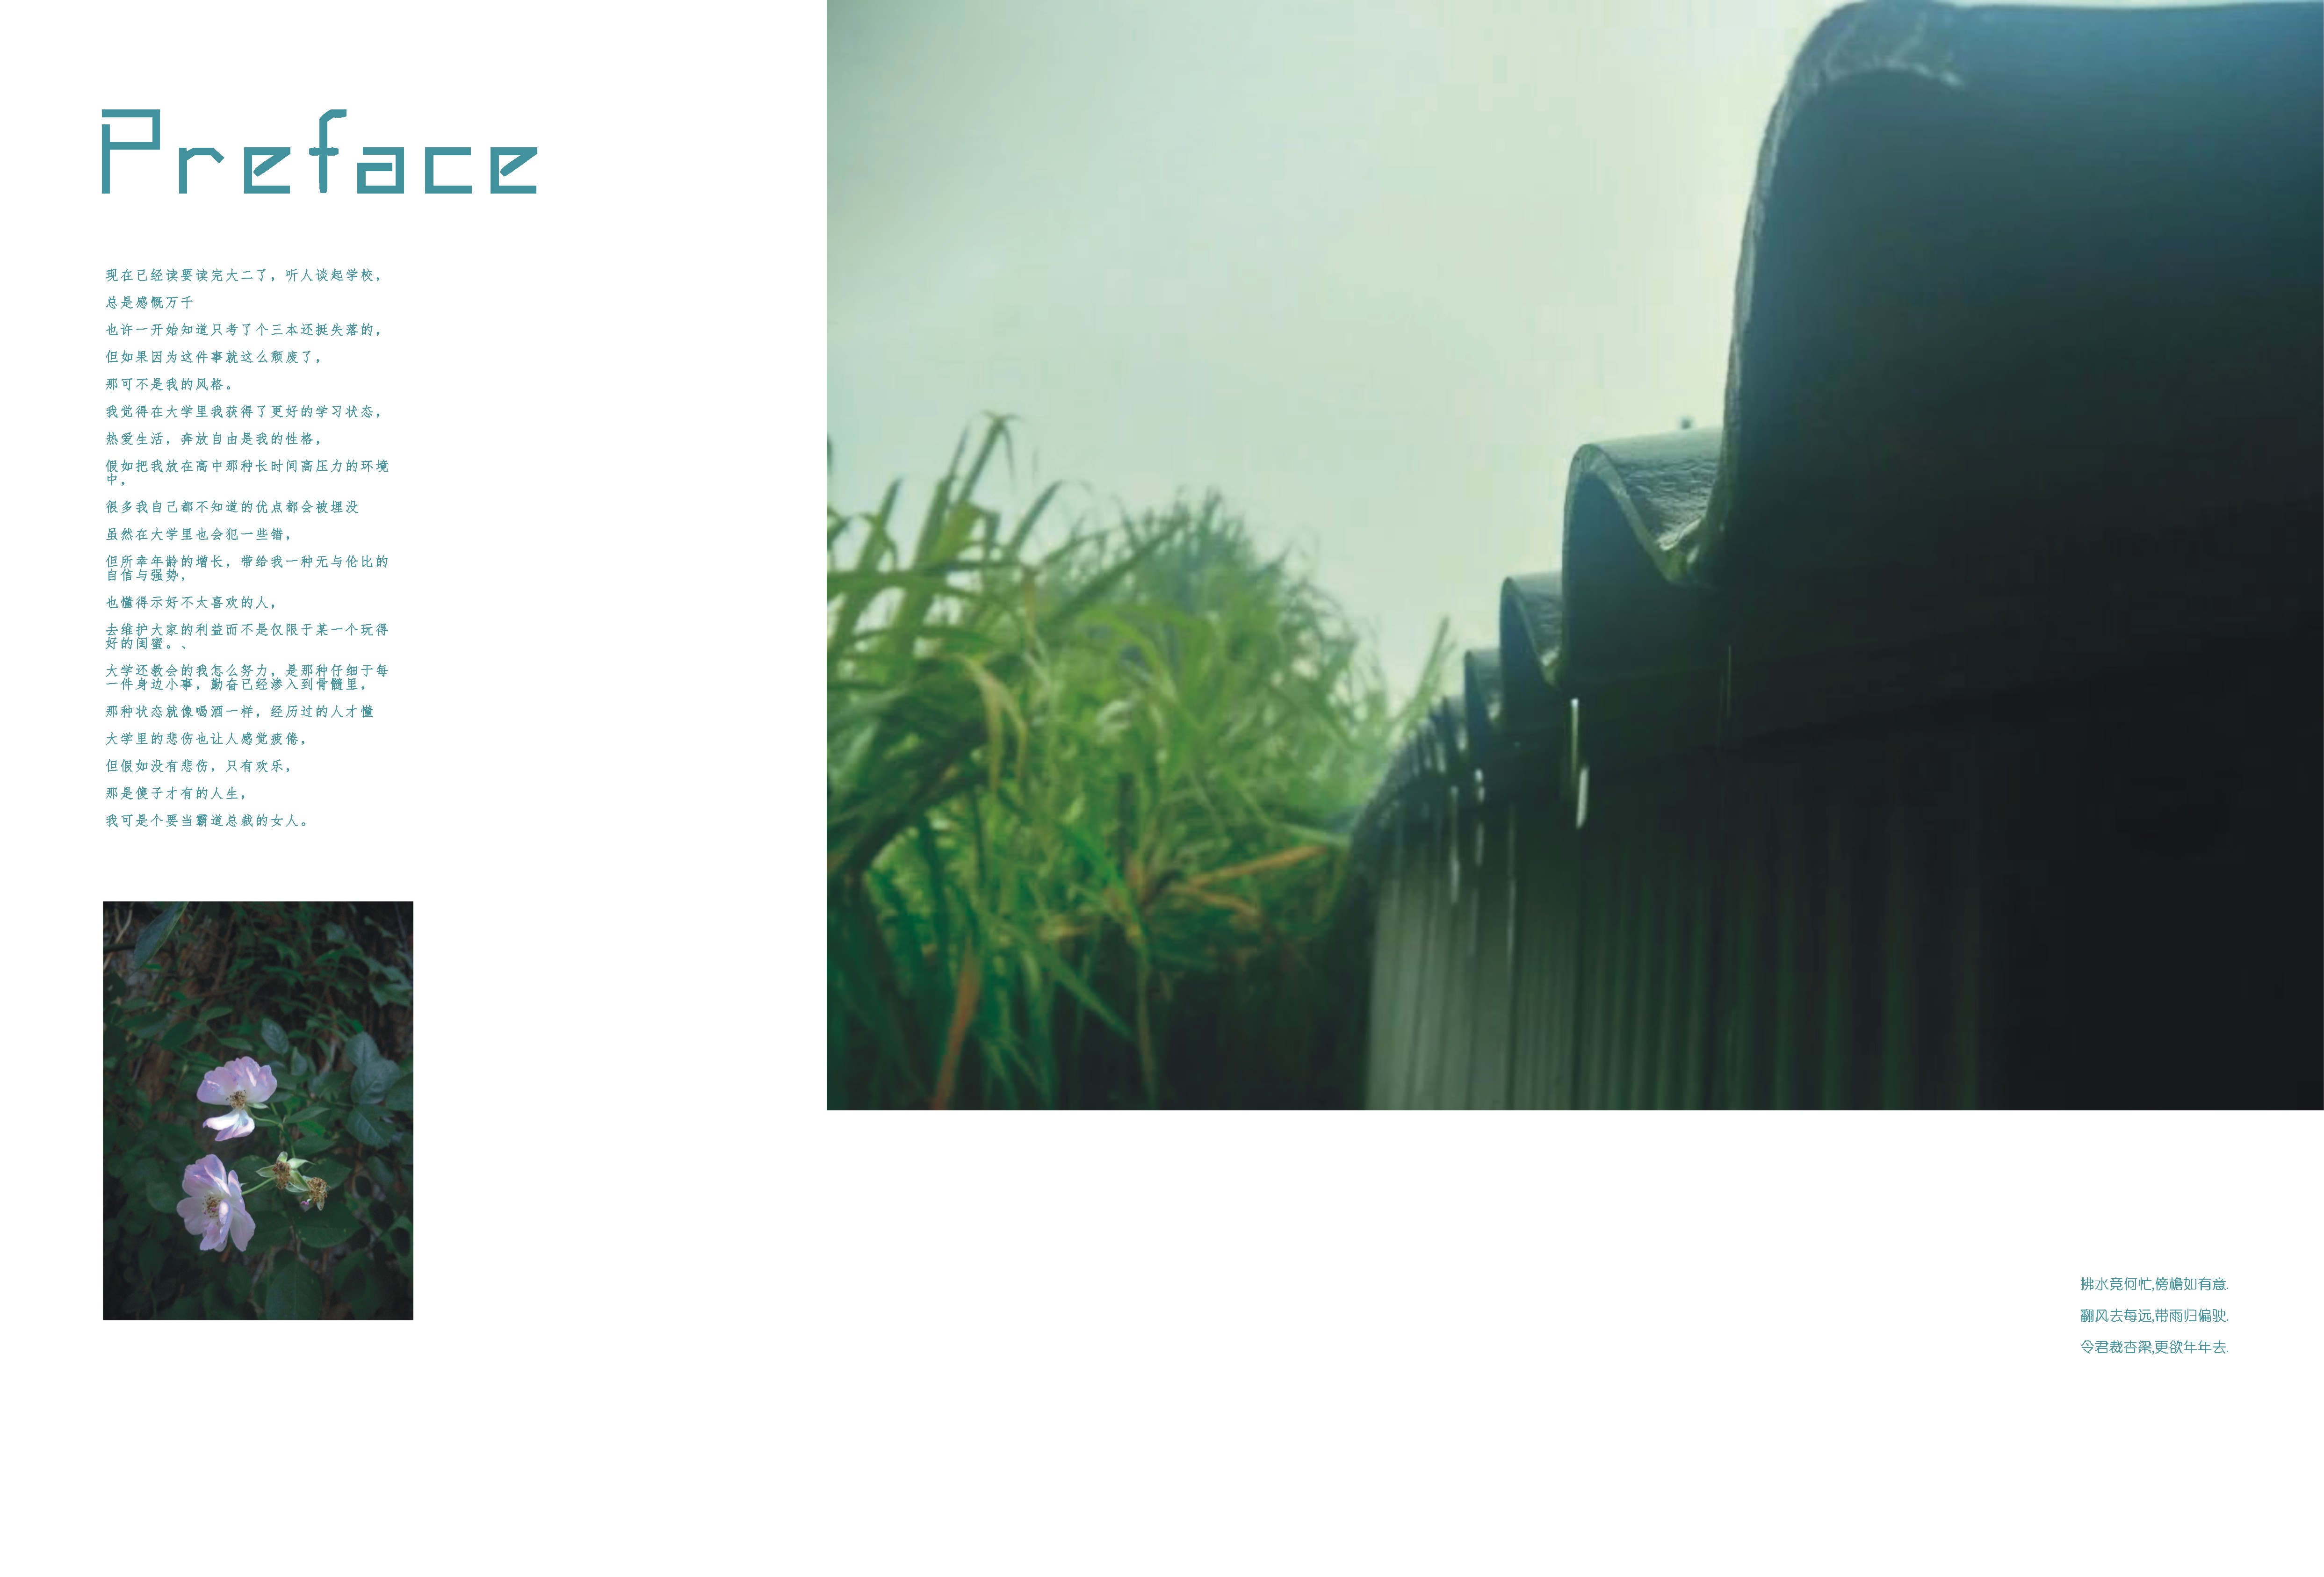 Preface
现在已经读要读完大二了，听人谈起学校，
总是感慨万千
也许一开始知道只考了个三本还挺失落的，
但如果因为这件事就这么颓废了，
那可不是我的风格。
我觉得在大学里我获得了更好的学习状态，
热爱生活，奔放自由是我的性格，
假如把我放在高中那种长时间高压力的环境
中，
很多我自己都不知道的优点都会被埋没
虽然在大学里也会犯一些错，
但所幸年龄的增长，带给我一种无与伦比的
自信与强势，
也懂得示好不太喜欢的人，
去维护大家的利益而不是仅限于某一个玩得
好的闺蜜。、
大学还教会的我怎么努力，是那种仔细于每
一件身边小事，勤奋已经渗入到骨髓里，
那种状态就像喝酒一样，经历过的人才懂
大学里的悲伤也让人感觉疲倦，
但假如没有悲伤，只有欢乐，
那是傻子才有的人生，
我可是个要当霸道总裁的女人。
拂水竞何忙,傍檐如有意.
翻风去每远,带雨归偏驶.
令君裁杏梁,更欲年年去.